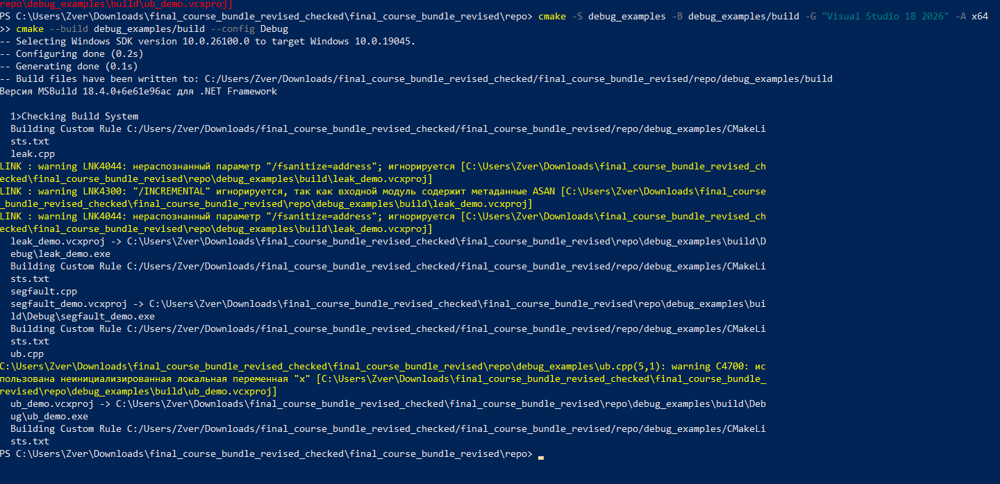 repo\debug_examples\build\ub_demo.vcxproj]
PS C:\Users\Zver\Downloads\final_course_bundle_revised_checked\final_course_bundle_revised\repo> cmake -S debug_examples -B debug_examples/build -G "Visual Studio 18 2026" -A x64
>> cmake --build debug_examples/build --config Debug
-- Selecting Windows SDK version 10.0.26100.0 to target Windows 10.0.19045.
-- Configuring done (0.2s)
-- Generating done (0.1s)
-- Build files have been written to: C:/Users/Zver/Downloads/final_course_bundle_revised_checked/final_course_bundle_revised/repo/debug_examples/build
Версия MSBuild 18.4.0+6e61e96ac для .NET Framework
1>Checking Build System
Building Custom Rule C:/Users/Zver/Downloads/final_course_bundle_revised_checked/final_course_bundle_revised/repo/debug_examples/CMakeLi
sts.txt
leak.cpp
LINK : warning LNK4044: нераспознанный параметр "/fsanitize=address"; игнорируется [C:\Users\Zver\Downloads\final_course_bundle_revised_ch
ecked\final_course_bundle_revised\repo\debug_examples\build\leak_demo.vcxproj]
LINK : warning LNK4300: "/INCREMENTAL" игнорируется, так как входной модуль содержит метаданные ASAN [C:\Users\Zver\Downloads\final_course
_bundle_revised_checked\final_course_bundle_revised\repo\debug_examples\build\leak_demo.vcxproj]
LINK : warning LNK4044: нераспознанный параметр "/fsanitize=address"; игнорируется [C:\Users\Zver\Downloads\final_course_bundle_revised_ch
ecked\final_course_bundle_revised\repo\debug_examples\build\leak_demo.vcxproj]
leak_demo.vcxproj -> C:\Users\Zver\Downloads\final_course_bundle_revised_checked\final_course_bundle_revised\repo\debug_examples\build\D
ebug\leak_demo.exe
Building Custom Rule C:/Users/Zver/Downloads/final_course_bundle_revised_checked/final_course_bundle_revised/repo/debug_examples/CMakeLi
sts.txt
segfault.cpp
segfault_demo.vcxproj -> C:\Users\Zver\Downloads\final_course_bundle_revised_checked\final_course_bundle_revised\repo\debug_examples\bui
ld\Debug\segfault_demo.exe
Building Custom Rule C:/Users/Zver/Downloads/final_course_bundle_revised_checked/final_course_bundle_revised/repo/debug_examples/CMakeLi
sts.txt
ub.cpp
C:\Users\Zver\Downloads\final_course_bundle_revised_checked\final_course_bundle_revised\repo\debug_examples\ub.cpp(5,1): warning C4700: ис
пользована неинициализированная локальная переменная "x" [C:\Users\Zver\Downloads\final_course_bundle_revised_checked\final_course_bundle_
revised\repo\debug_examples\build\ub_demo.vcxproj]
ub_demo.vcxproj -> C:\Users\Zver\Downloads\final_course_bundle_revised_checked\final_course_bundle_revised\repo\debug_examples\build\Deb
ug\ub_demo.exe
Building Custom Rule C:/Users/Zver/Downloads/final_course_bundle_revised_checked/final_course_bundle_revised/repo/debug_examples/CMakeLi
sts.txt
PS C:\Users\Zver\Downloads\final_course_bundle_revised_checked\final_course_bundle_revised\repo>